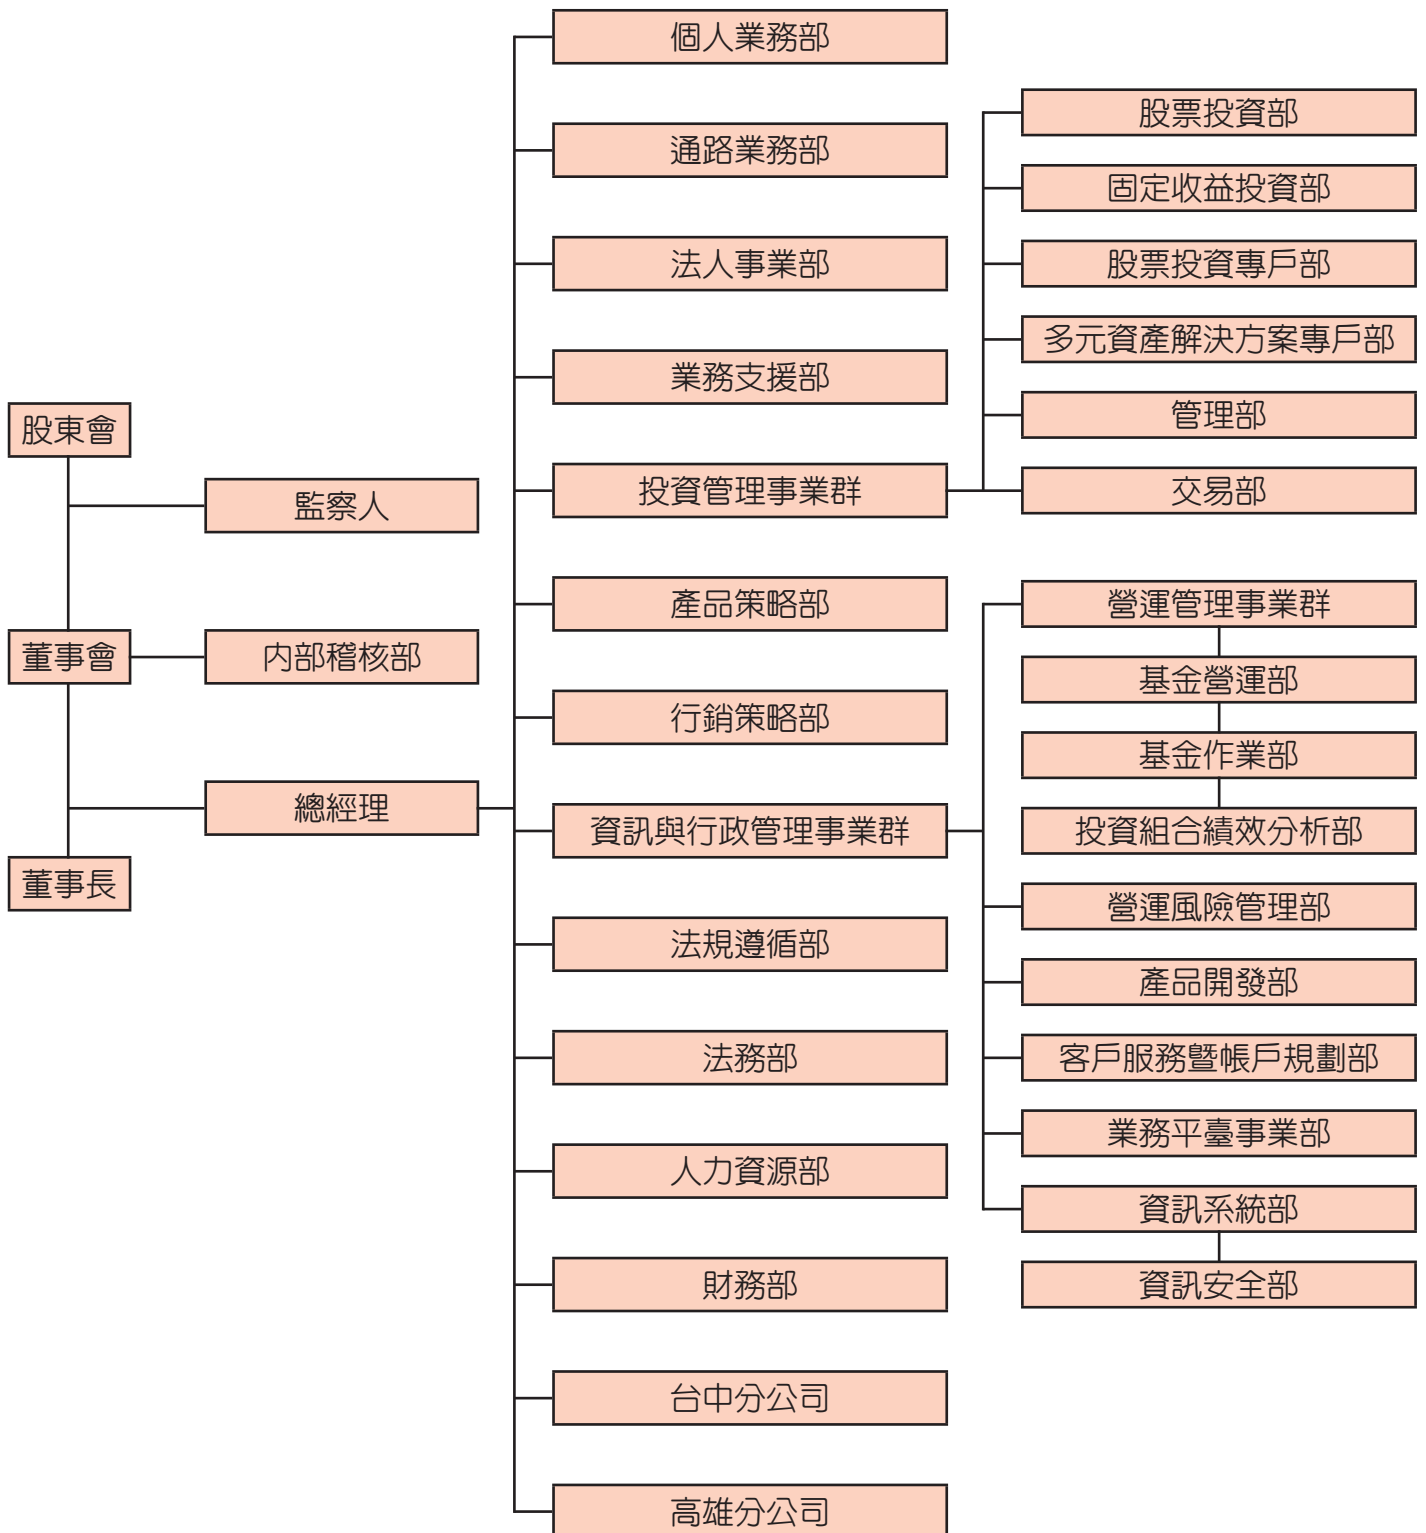 股東會
監察人
董事會
內部稽核部
總經理
董事長
個人業務部
通路業務部
法人事業部
業務支援部
投資管理事業群
產品策略部
行銷策略部
資訊與行政管理事業群
法規遵循部
法務部
人力資源部
財務部
台中分公司
高雄分公司
股票投資部
固定收益投資部
股票投資專戶部
多元資產解決方案專戶部
管理部
交易部
營運管理事業群
基金營運部
基金作業部
投資組合績效分析部
營運風險管理部
產品開發部
客戶服務暨帳戶規劃部
業務平臺事業部
資訊系統部
資訊安全部